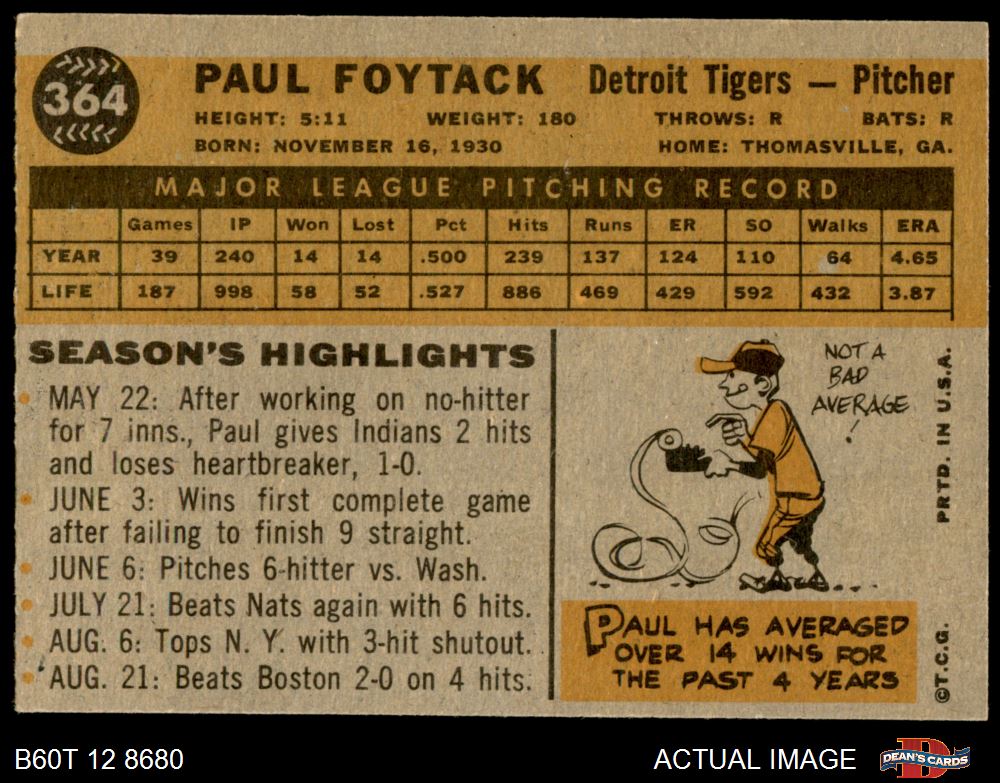 364
PAUL FOYTACK Detroit Tigers — Pitcher
HEIGHT: 5:11 WEIGHT: 180 THROWS: R BATS: R
BORN: NOVEMBER 16, 1930 HOME: THOMASVILLE, GA.
MAJOR LEAGUE PITCHING RECORD
Games IP Won Lost Pct Hits Runs ER SO Walks ERA
YEAR 39 240 14 14 .500 239 137 124 110 64 4.65
LIFE 187 998 58 52 .527 886 469 429 592 432 3.87
SEASON'S HIGHLIGHTS
• MAY 22: After working on no-hitter
for 7 inns., Paul gives Indians 2 hits
and loses heartbreaker, 1-0.
• JUNE 3: Wins first complete game
after failing to finish 9 straight.
• JUNE 6: Pitches 6-hitter vs. Wash.
• JULY 21: Beats Nats again with 6 hits.
• AUG. 6: Tops N. Y. with 3-hit shutout.
• AUG. 21: Beats Boston 2-0 on 4 hits.
NOT A
BAD
AVERAGE
!
PAUL HAS AVERAGED
OVER 14 WINS FOR
THE PAST 4 YEARS
PRTD. IN U.S.A.
©T.C.G.
B60T 12 8680
ACTUAL IMAGE
D
DEAN'S CARDS